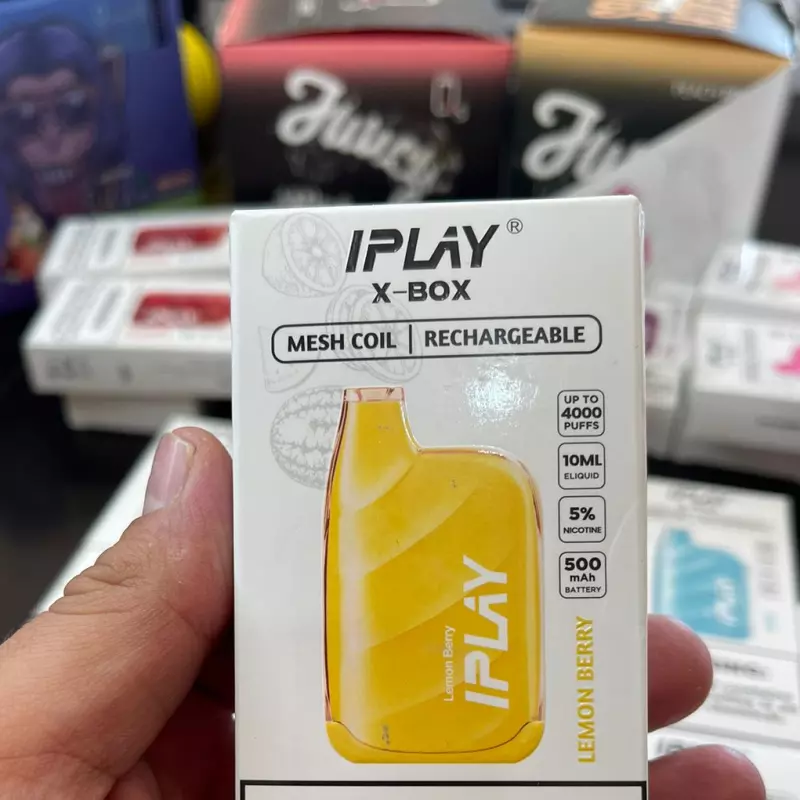 Juicy
IPLAY®
X-BOX
MESH COIL | RECHARGEABLE
UP TO
4000
PUFFS
10ML
ELIQUID
5%
NICOTINE
500
mAh
BATTERY
Lemon Berry
IPLAY
LEMON BERRY